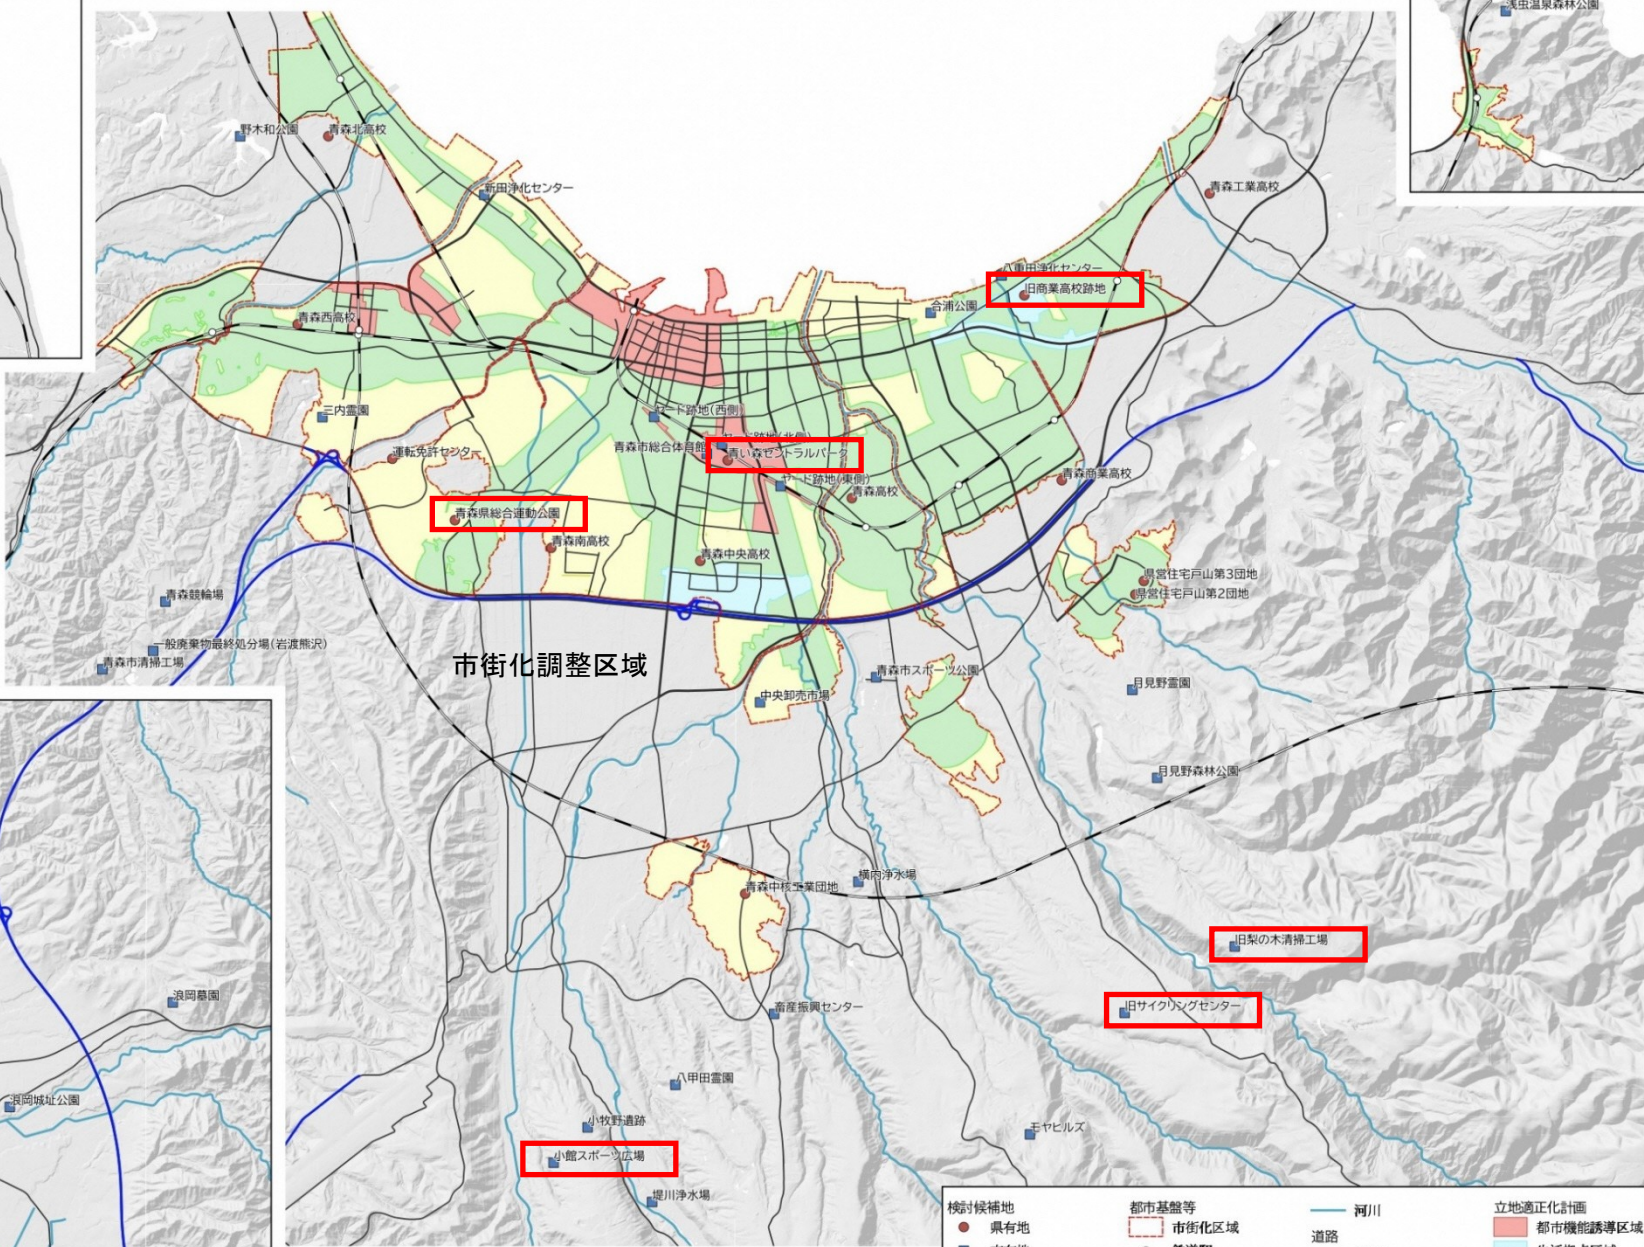 浅虫温泉森林公園
野木和公園
青森北高校
新田浄化センター
青森工業高校
八重田浄化センター
旧商業高校跡地
合浦公園
青森西高校
三内霊園
ヤード跡地(西側
ヤード跡地(北側)
青森市総合体育館
青い森セントラルパーク
運転免許センター
ヤード跡地(東側)
青森高校
青森商業高校
青森県総合運動公園
青森南高校
青森中央高校
県営住宅戸山第3団地
県営住宅戸山第2団地
青森競輪場
一般廃棄物最終処分場(岩渡熊沢)
青森市清掃工場
市街化調整区域
青森市スポーツ公園
月見野霊園
中央卸売市場
月見野森林公園
青森中核工業団地
横内浄水場
旧梨の木清掃工場
浪岡墓園
畜産振興センター
旧サイクリングセンター
八甲田霊園
浪岡城址公園
小牧野遺跡
モヤヒルズ
小館スポーツ広場
堤川浄水場
検討候補地
県有地
都市基盤等
市街化区域
河川
道路
立地適正化計画
都市機能誘導区域